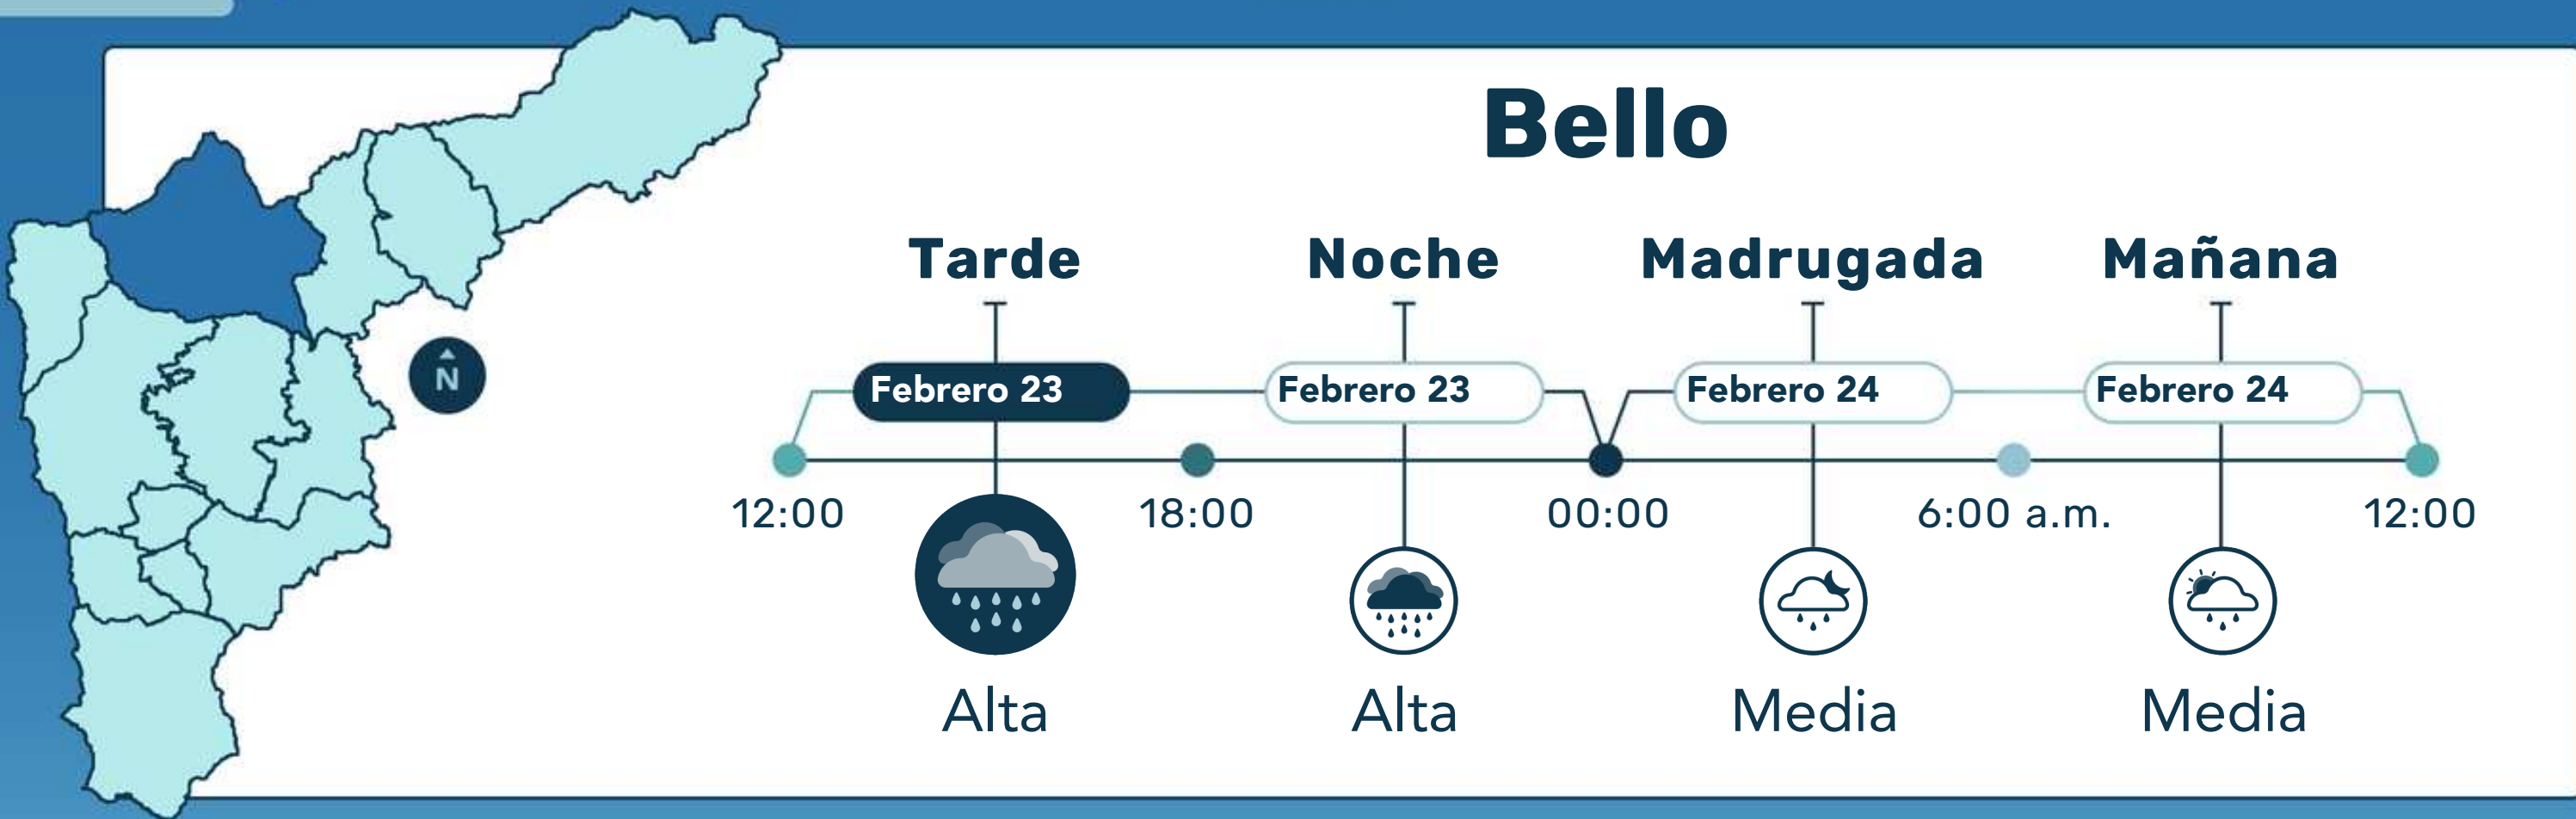 Bello
Tarde
Noche
Madrugada
Mañana
Febrero 23
Febrero 23
Febrero 24
Febrero 24
N
12:00
18:00
00:00
6:00 a.m.
12:00
Alta
Alta
Media
Media